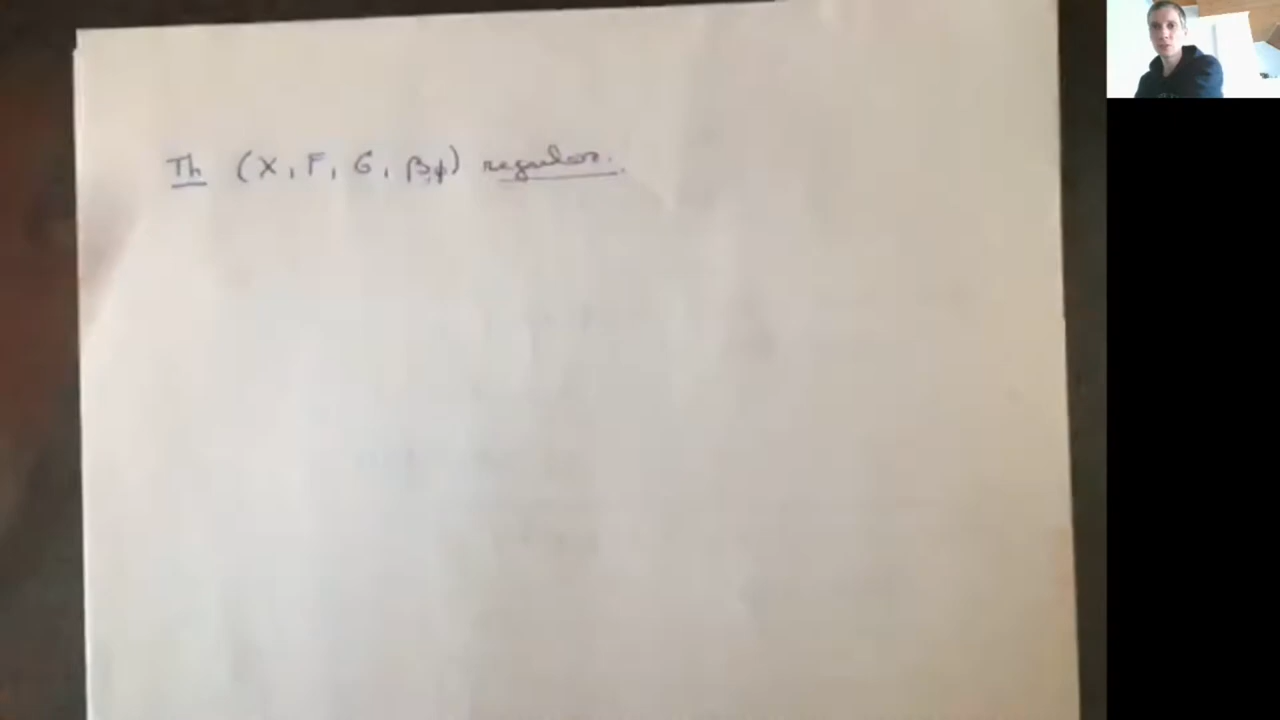 Th (X, F, G, β, φ) regular.